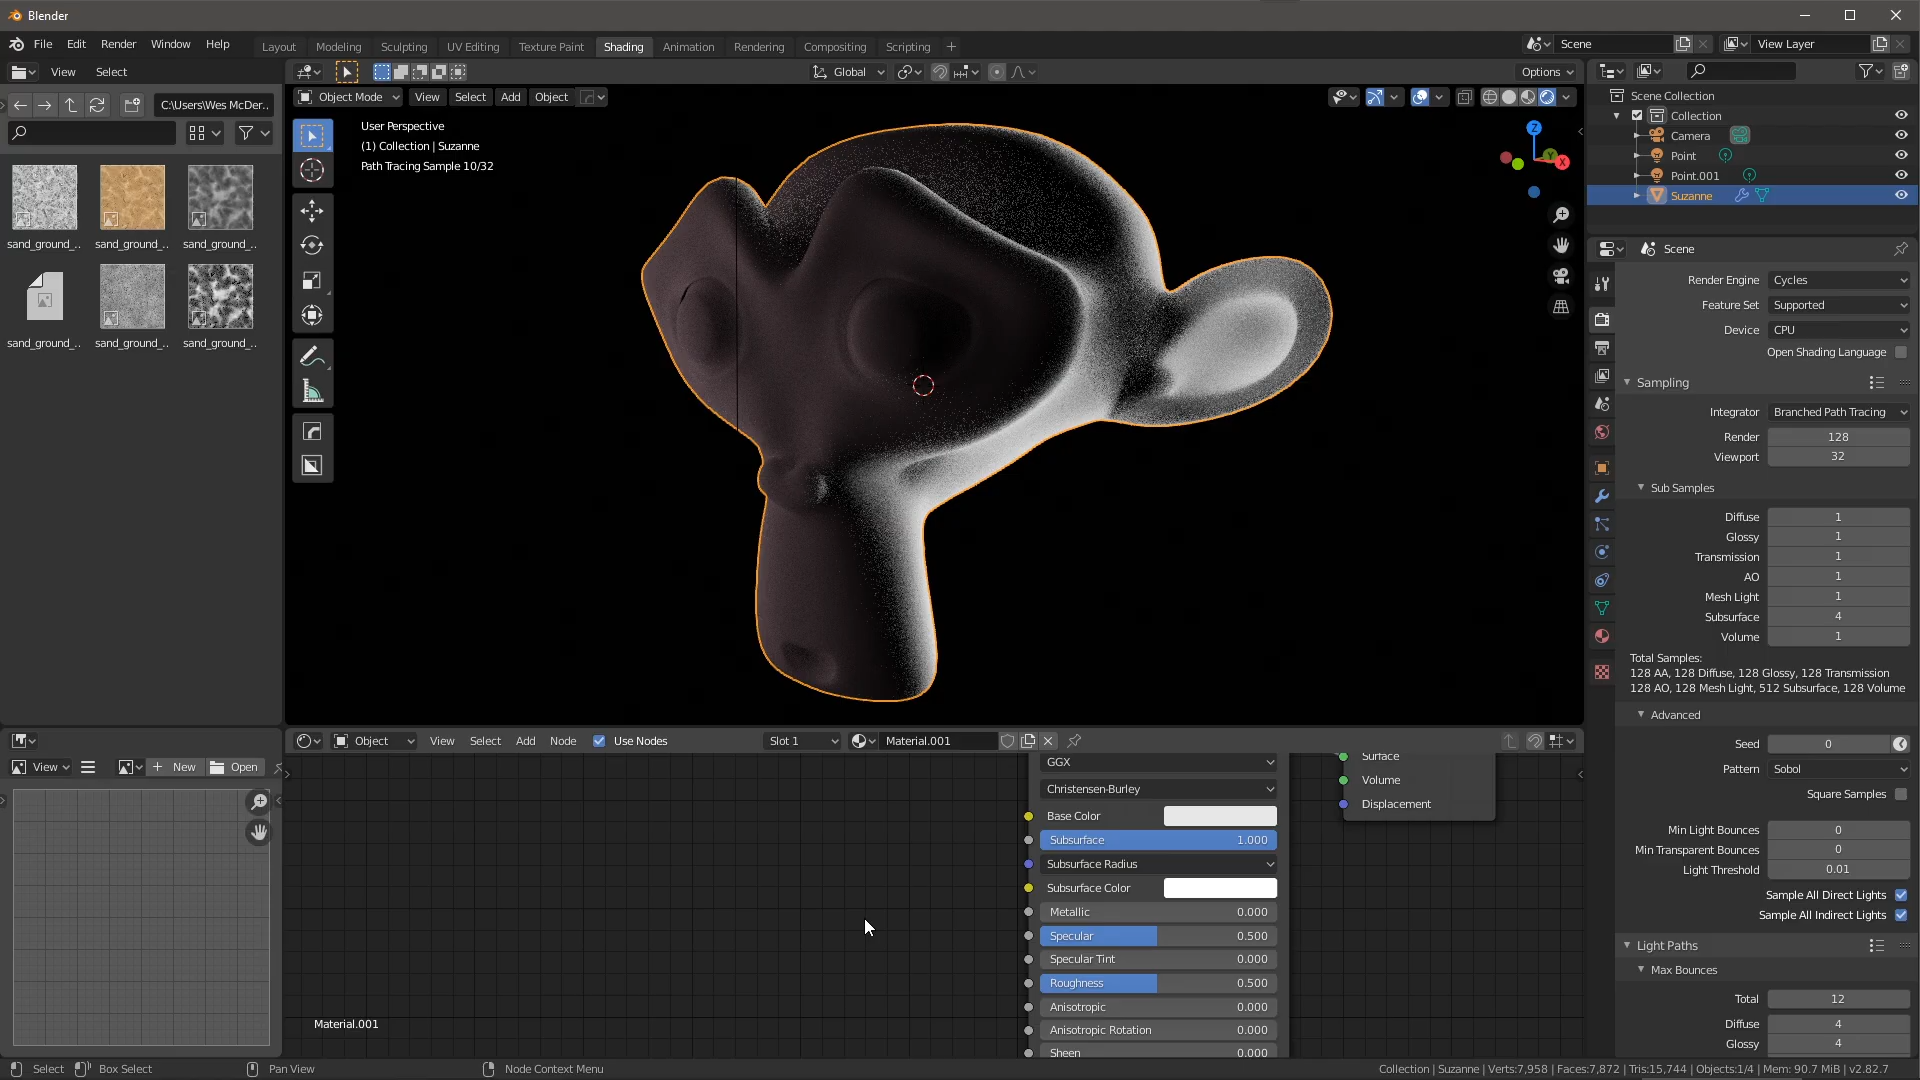 Blender
File Edit Render Window Help
Layout Modeling Sculpting UV Editing Texture Paint Shading Animation Rendering Compositing Scripting +
Scene
View Layer
View Select
Global
Options
C:\Users\Wes McDer..
Object Mode View Select Add Object
User Perspective
(1) Collection | Suzanne
Path Tracing Sample 10/32
Z
Y
X
sand_ground_..
sand_ground_..
sand_ground_..
sand_ground_..
sand_ground_..
sand_ground_..
Scene Collection
Collection
Camera
Point
Point.001
Suzanne
Scene
Render Engine Cycles
Feature Set Supported
Device CPU
Open Shading Language
Sampling
Integrator Branched Path Tracing
Render 128
Viewport 32
Sub Samples
Diffuse 1
Glossy 1
Transmission 1
AO 1
Mesh Light 1
Subsurface 4
Volume 1
Total Samples:
128 AA, 128 Diffuse, 128 Glossy, 128 Transmission
128 AO, 128 Mesh Light, 512 Subsurface, 128 Volume
Advanced
Seed 0
Pattern Sobol
Square Samples
Min Light Bounces 0
Min Transparent Bounces 0
Light Threshold 0.01
Sample All Direct Lights
Sample All Indirect Lights
Light Paths
Max Bounces
Total 12
Diffuse 4
Glossy 4
View New Open
Object View Select Add Node Use Nodes Slot 1 Material.001
GGX
Christensen-Burley
Base Color
Subsurface 1.000
Subsurface Radius
Subsurface Color
Metallic 0.000
Specular 0.500
Specular Tint 0.000
Roughness 0.500
Anisotropic 0.000
Anisotropic Rotation 0.000
Sheen 0.000
Surface
Volume
Displacement
Material.001
Select Box Select Pan View Node Context Menu
Collection | Suzanne | Verts:7,958 | Faces:7,872 | Tris:15,744 | Objects:1/4 | Mem: 90.7 MiB | v2.82.7